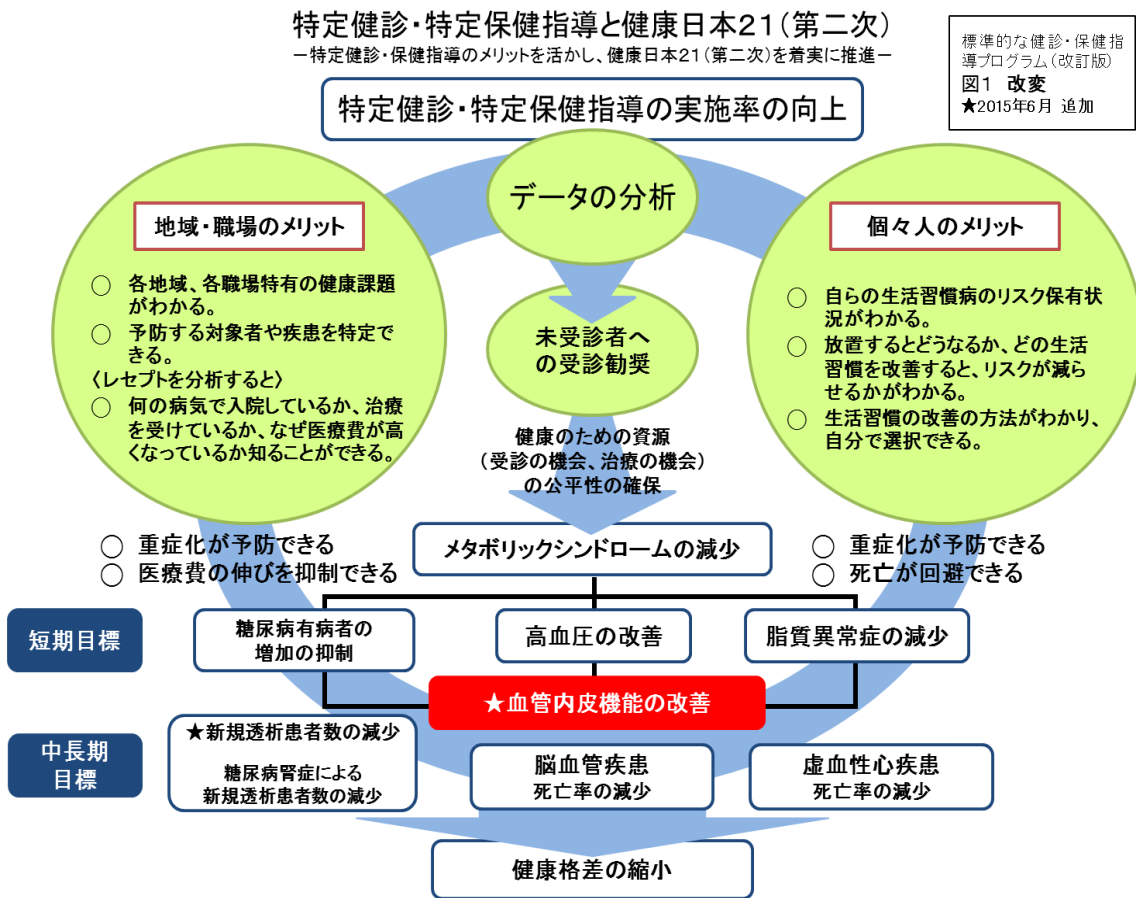 特定健診・特定保健指導と健康日本21(第二次)
－特定健診・保健指導のメリットを活かし、健康日本21(第二次)を着実に推進－
標準的な健診・保健指
導プログラム(改訂版)
図1 改変
★2015年6月 追加
特定健診・特定保健指導の実施率の向上
データの分析
地域・職場のメリット
○ 各地域、各職場特有の健康課題
がわかる。
○ 予防する対象者や疾患を特定で
きる。
〈レセプトを分析すると〉
○ 何の病気で入院しているか、治療
を受けているか、なぜ医療費が高
くなっているか知ることができる。
個々人のメリット
○ 自らの生活習慣病のリスク保有状
況がわかる。
○ 放置するとどうなるか、どの生活
習慣を改善すると、リスクが減ら
せるかがわかる。
○ 生活習慣の改善の方法がわかり、
自分で選択できる。
未受診者へ
の受診勧奨
健康のための資源
(受診の機会、治療の機会)
の公平性の確保
○ 重症化が予防できる
○ 医療費の伸びを抑制できる
メタボリックシンドロームの減少
○ 重症化が予防できる
○ 死亡が回避できる
短期目標
糖尿病有病者の
増加の抑制
高血圧の改善
脂質異常症の減少
★血管内皮機能の改善
中長期
目標
★新規透析患者数の減少
糖尿病腎症による
新規透析患者数の減少
脳血管疾患
死亡率の減少
虚血性心疾患
死亡率の減少
健康格差の縮小